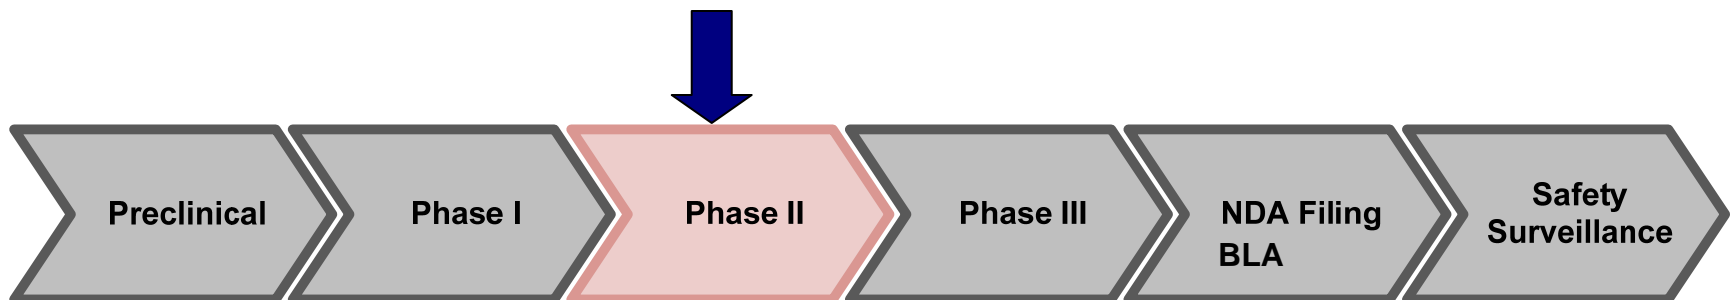 Preclinical
Phase I
Phase II
Phase III
NDA Filing
BLA
Safety
Surveillance